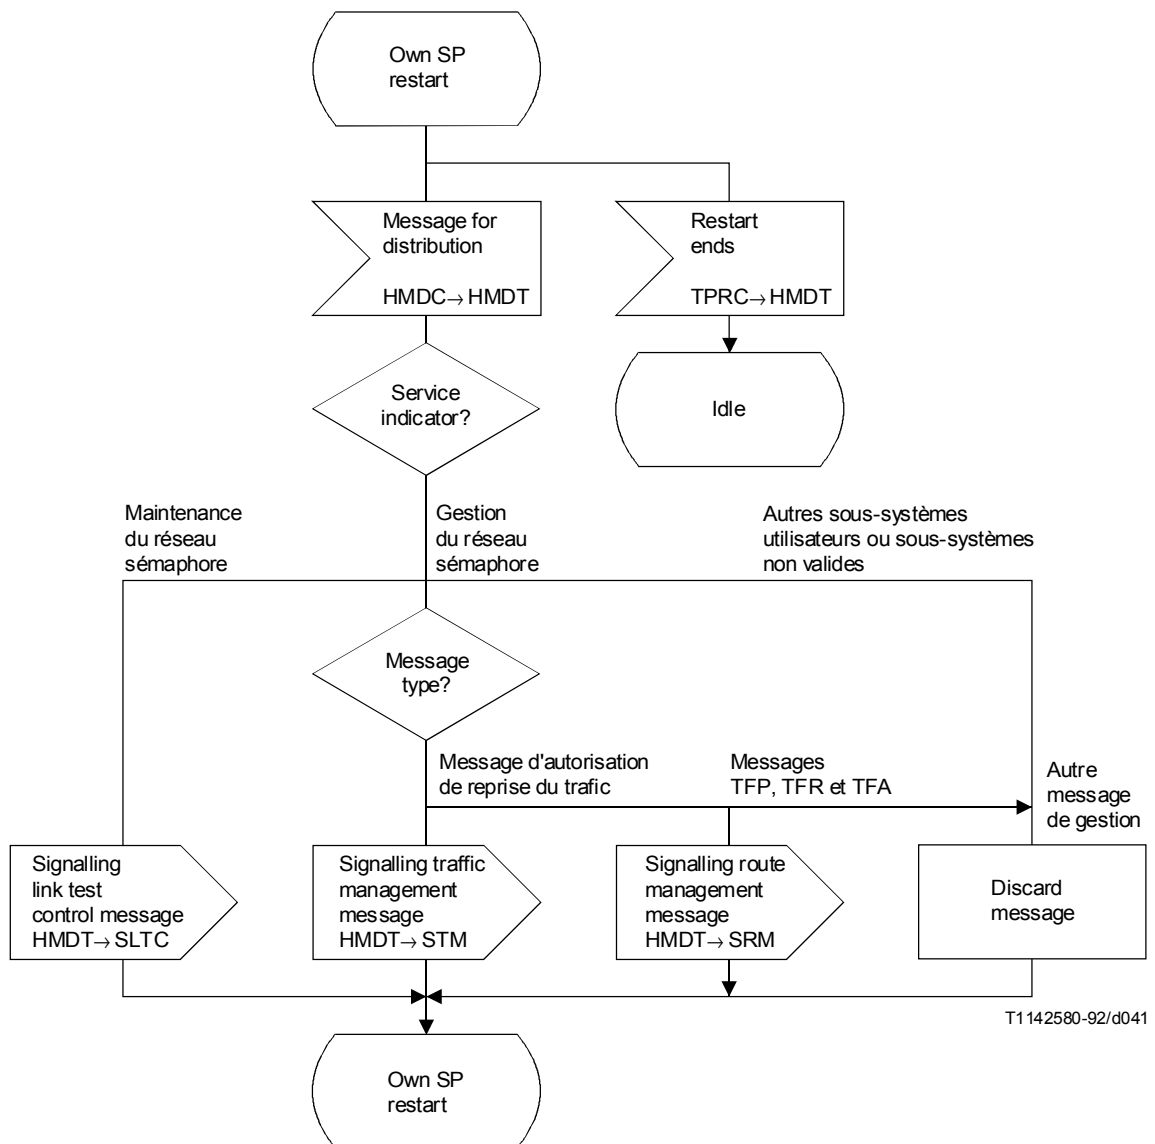 Own SP
restart
Message for
distribution
HMDC→HMDT
Restart
ends
TPRC→HMDT
Service
indicator?
Idle
Maintenance
du réseau
sémaphore
Gestion
du réseau
sémaphore
Autres sous-systèmes
utilisateurs ou sous-systèmes
non valides
Message
type?
Message d'autorisation
de reprise du trafic
Messages
TFP, TFR et TFA
Autre
message
de gestion
Signalling
link test
control message
HMDT→SLTC
Signalling traffic
management
message
HMDT→STM
Signalling route
management
message
HMDT→SRM
Discard
message
T1142580-92/d041
Own SP
restart